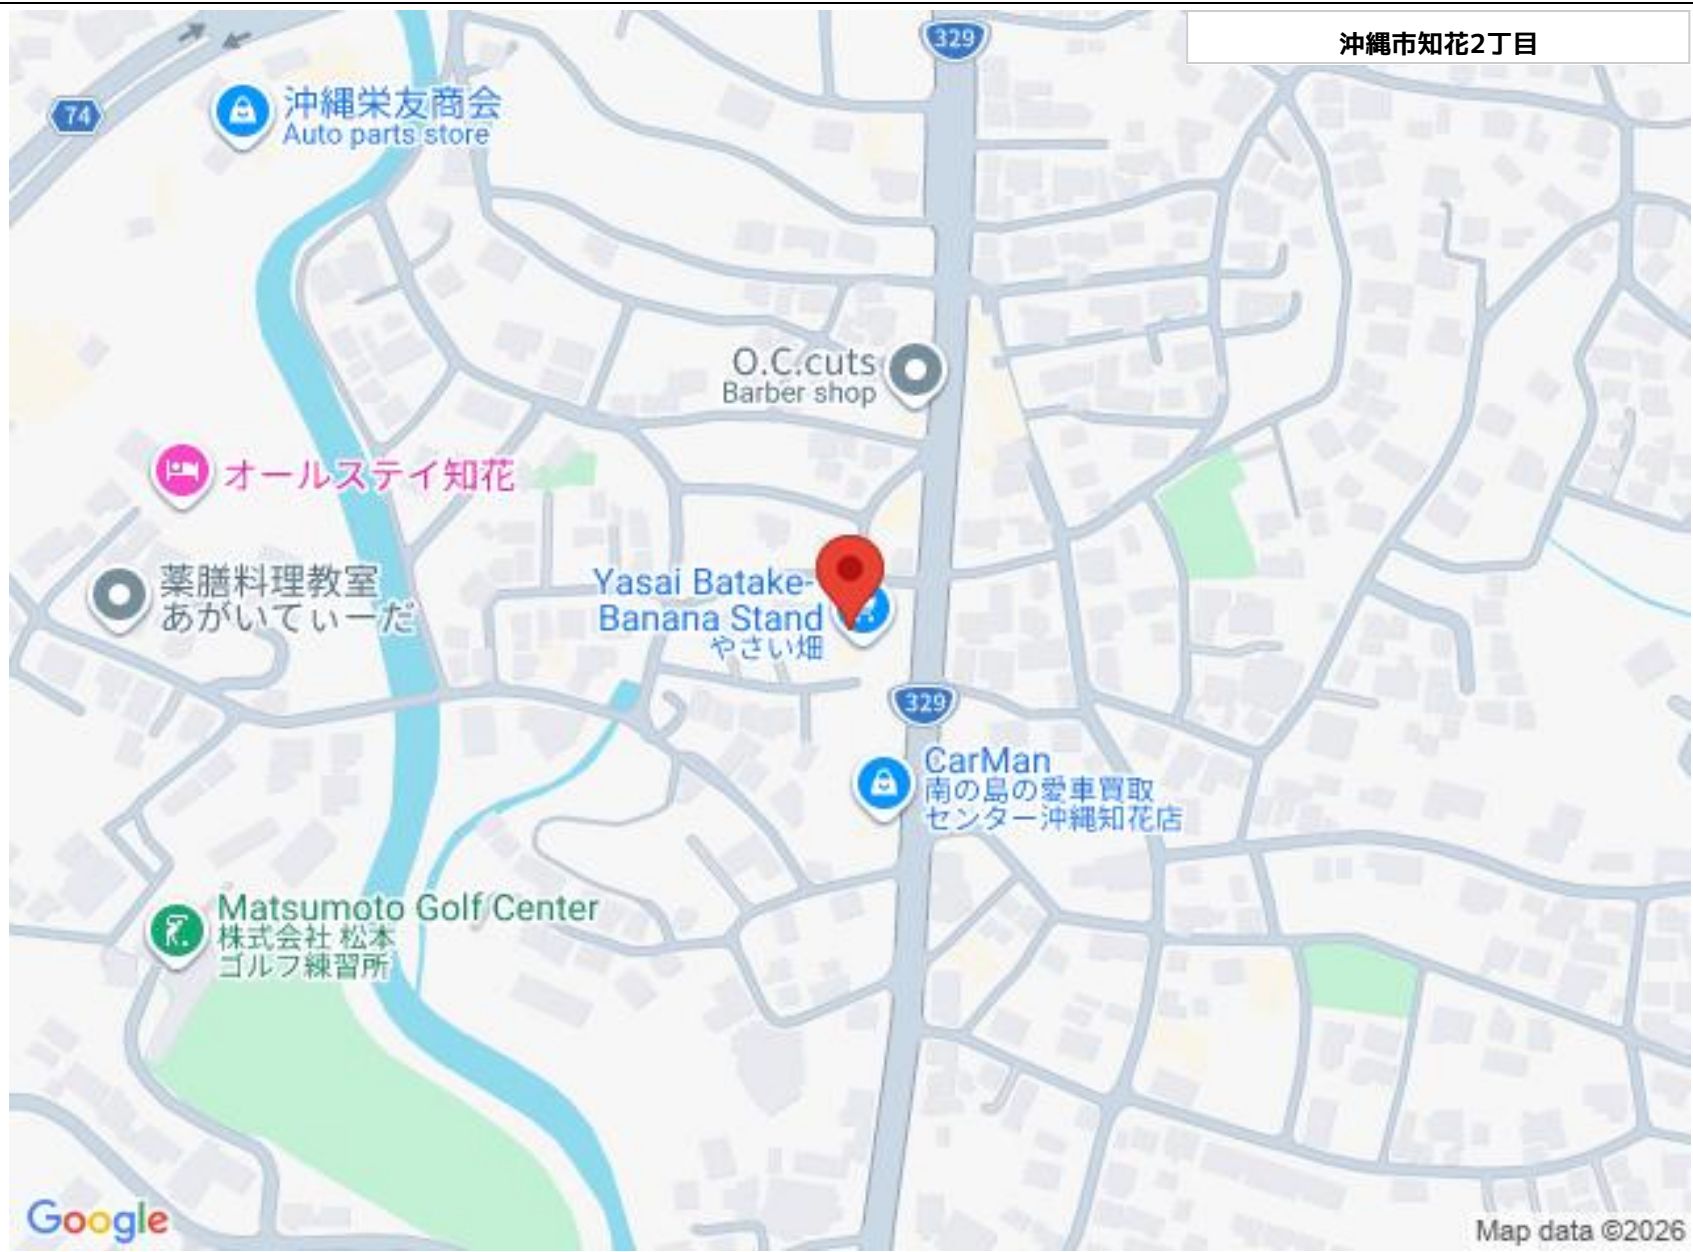 329
沖縄市知花2丁目
74
沖縄栄友商会
Auto parts store
O.C.cuts
Barber shop
オールステイ知花
薬膳料理教室
あがいてぃーだ
Yasai Batake-
Banana Stand
やさい畑
329
CarMan
南の島の愛車買取
センター沖縄知花店
Matsumoto Golf Center
株式会社 松本
ゴルフ練習所
Google
Map data ©2026